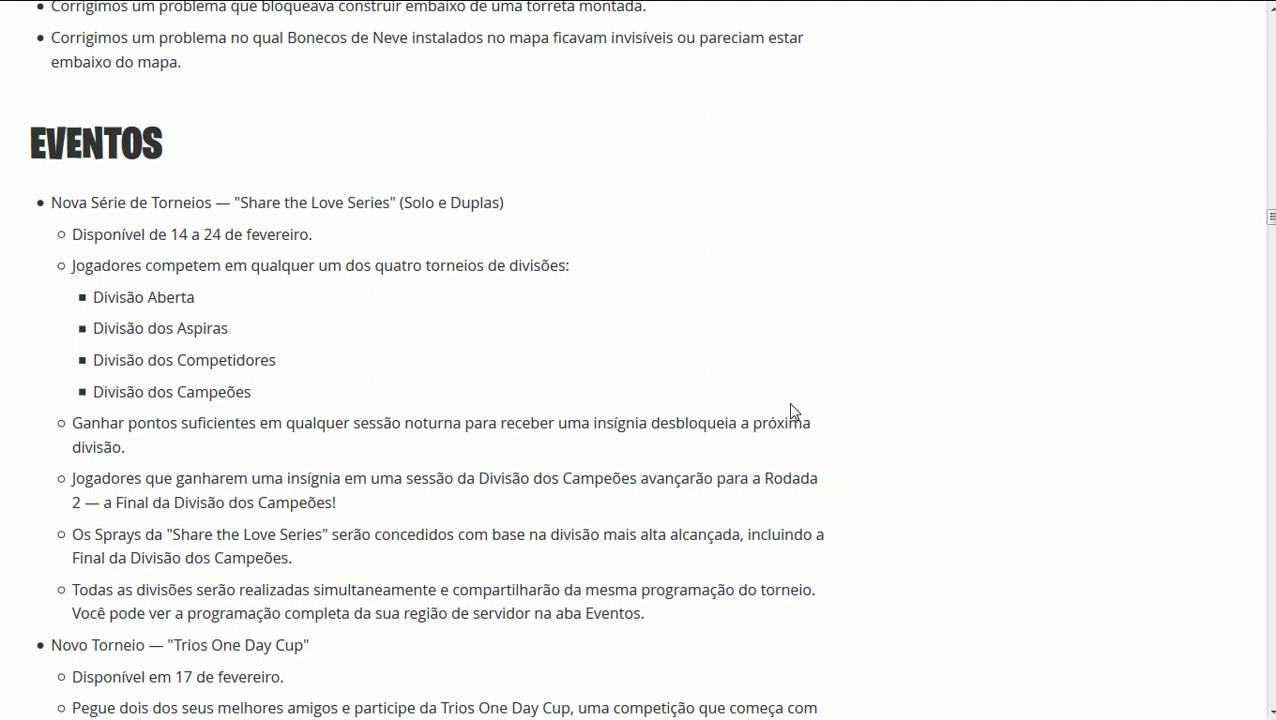 Corrigimos um problema que bloqueava construir embaixo de uma torreta montada.
Corrigimos um problema no qual Bonecos de Neve instalados no mapa ficavam invisíveis ou pareciam estar
embaixo do mapa.
EVENTOS
Nova Série de Torneios — "Share the Love Series" (Solo e Duplas)
Disponível de 14 a 24 de fevereiro.
Jogadores competem em qualquer um dos quatro torneios de divisões:
Divisão Aberta
Divisão dos Aspiras
Divisão dos Competidores
Divisão dos Campeões
Ganhar pontos suficientes em qualquer sessão noturna para receber uma insígnia desbloqueia a próxima
divisão.
Jogadores que ganharem uma insígnia em uma sessão da Divisão dos Campeões avançarão para a Rodada
2 — a Final da Divisão dos Campeões!
Os Sprays da "Share the Love Series" serão concedidos com base na divisão mais alta alcançada, incluindo a
Final da Divisão dos Campeões.
Todas as divisões serão realizadas simultaneamente e compartilharão da mesma programação do torneio.
Você pode ver a programação completa da sua região de servidor na aba Eventos.
Novo Torneio — "Trios One Day Cup"
Disponível em 17 de fevereiro.
Pegue dois dos seus melhores amigos e participe da Trios One Day Cup, uma competição que começa com